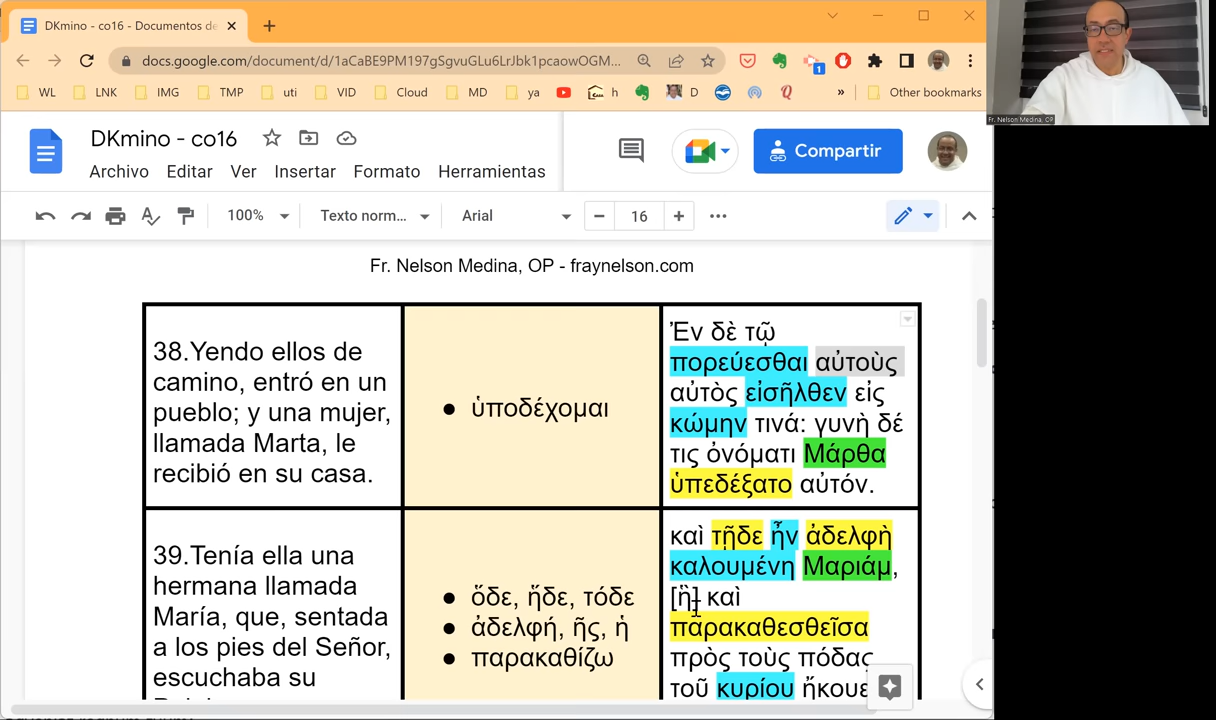 DKmino - co16 - Documentos de
docs.google.com/document/d/1aCaBE9PM197gSgvuGLu6LrJbk1pcaowOGM...
WL LNK IMG TMP uti VID Cloud MD ya h D » Other bookmarks
1
DKmino - co16
Archivo Editar Ver Insertar Formato Herramientas
Compartir
100% Texto norm... Arial 16
Fr. Nelson Medina, OP
Fr. Nelson Medina, OP - fraynelson.com
38.Yendo ellos de
camino, entró en un
pueblo; y una mujer,
llamada Marta, le
recibió en su casa.
● ὑποδέχομαι
Ἐν δὲ τῷ
πορεύεσθαι αὐτοὺς
αὐτὸς εἰσῆλθεν εἰς
κώμην τινά: γυνὴ δέ
τις ὀνόματι Μάρθα
ὑπεδέξατο αὐτόν.
39.Tenía ella una
hermana llamada
María, que, sentada
a los pies del Señor,
escuchaba su
● ὅδε, ἥδε, τόδε
● ἀδελφή, ῆς, ἡ
● παρακαθίζω
καὶ τῇδε ἦν ἀδελφὴ
καλουμένη Μαριάμ,
[ἣ] καὶ
παρακαθεσθεῖσα
πρὸς τοὺς πόδας
τοῦ κυρίου ἤκουε